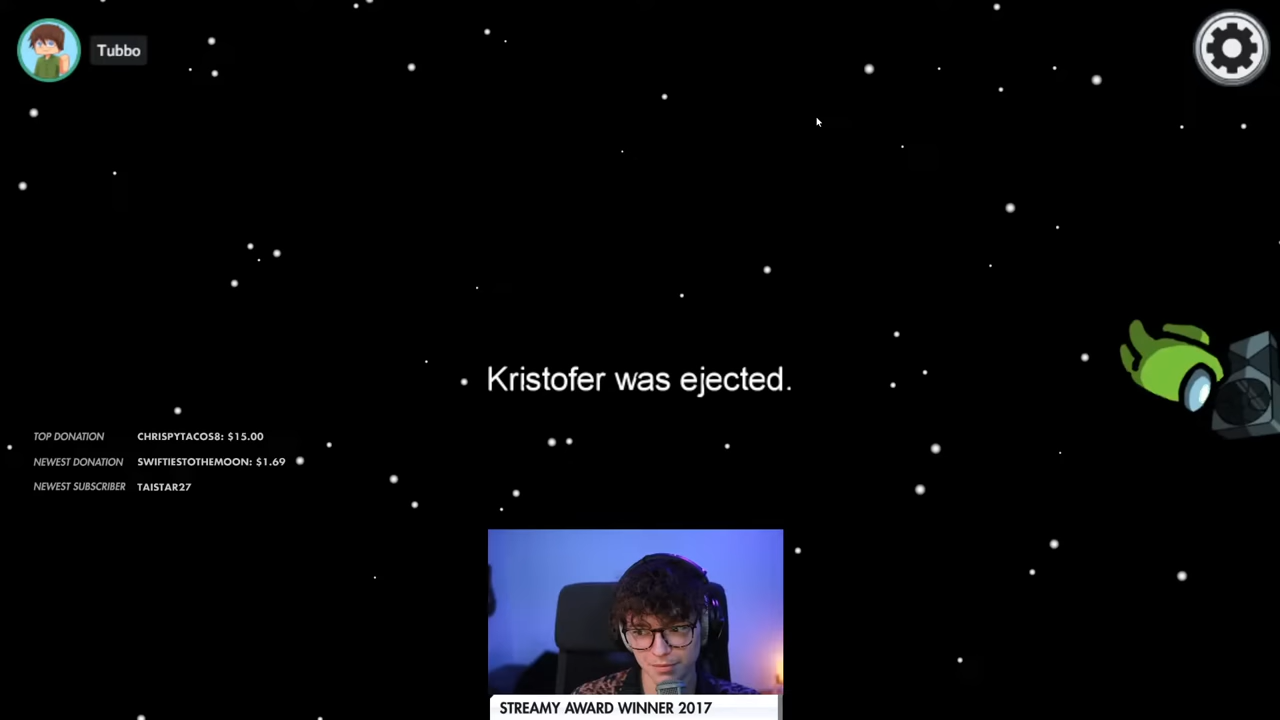 Tubbo
Kristofer was ejected.
TOP DONATION CHRISPYTACOS8: $15.00
NEWEST DONATION SWIFTIESTOTHEMOON: $1.69
NEWEST SUBSCRIBER TAISTAR27
STREAMY AWARD WINNER 2017